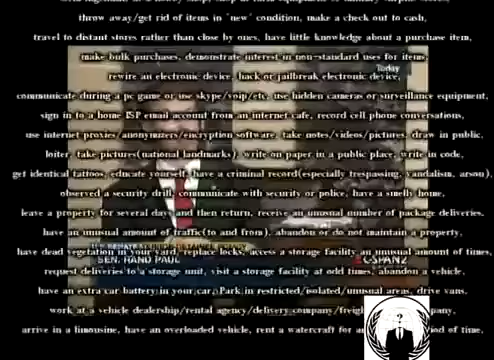 throw away/get rid of items in "new" condition, make a check out to cash,
travel to distant stores rather than close by ones, have little knowledge about a purchase item,
make bulk purchases, demonstrate interest in non-standard uses for items,
Today
rewire an electronic device, hack or jailbreak electronic device,
communicate during a pc game or use skype/voip/etc, use hidden cameras or surveillance equipment,
sign in to a home ISP email account from an internet cafe, record cell phone conversations,
use internet proxies/anonymizers/encryption software, take notes/videos/pictures, draw in public,
loiter, take pictures(national landmarks), write on paper in a public place, write in code,
get identical tattoos, educate yourself, have a criminal record(especially trespassing, vandalism, arson),
observed a security drill, communicate with security or police, have a smelly home,
leave a property for several days and then return, receive an unusual number of package deliveries,
have an unusual amount of traffic(to and from), abandon or do not maintain a property,
have dead vegetation in your yard, replace locks, access a storage facility an unusual amount of times,
SEN. RAND PAUL
CSPAN
request deliveries to a storage unit, visit a storage facility at odd times, abandon a vehicle,
have an extra car battery in your car, Park in restricted/isolated/unusual areas, drive vans,
work at a vehicle dealership/rental agency/delivery company/
arrive in a limousine, have an overloaded vehicle, rent a watercraft for an of time,